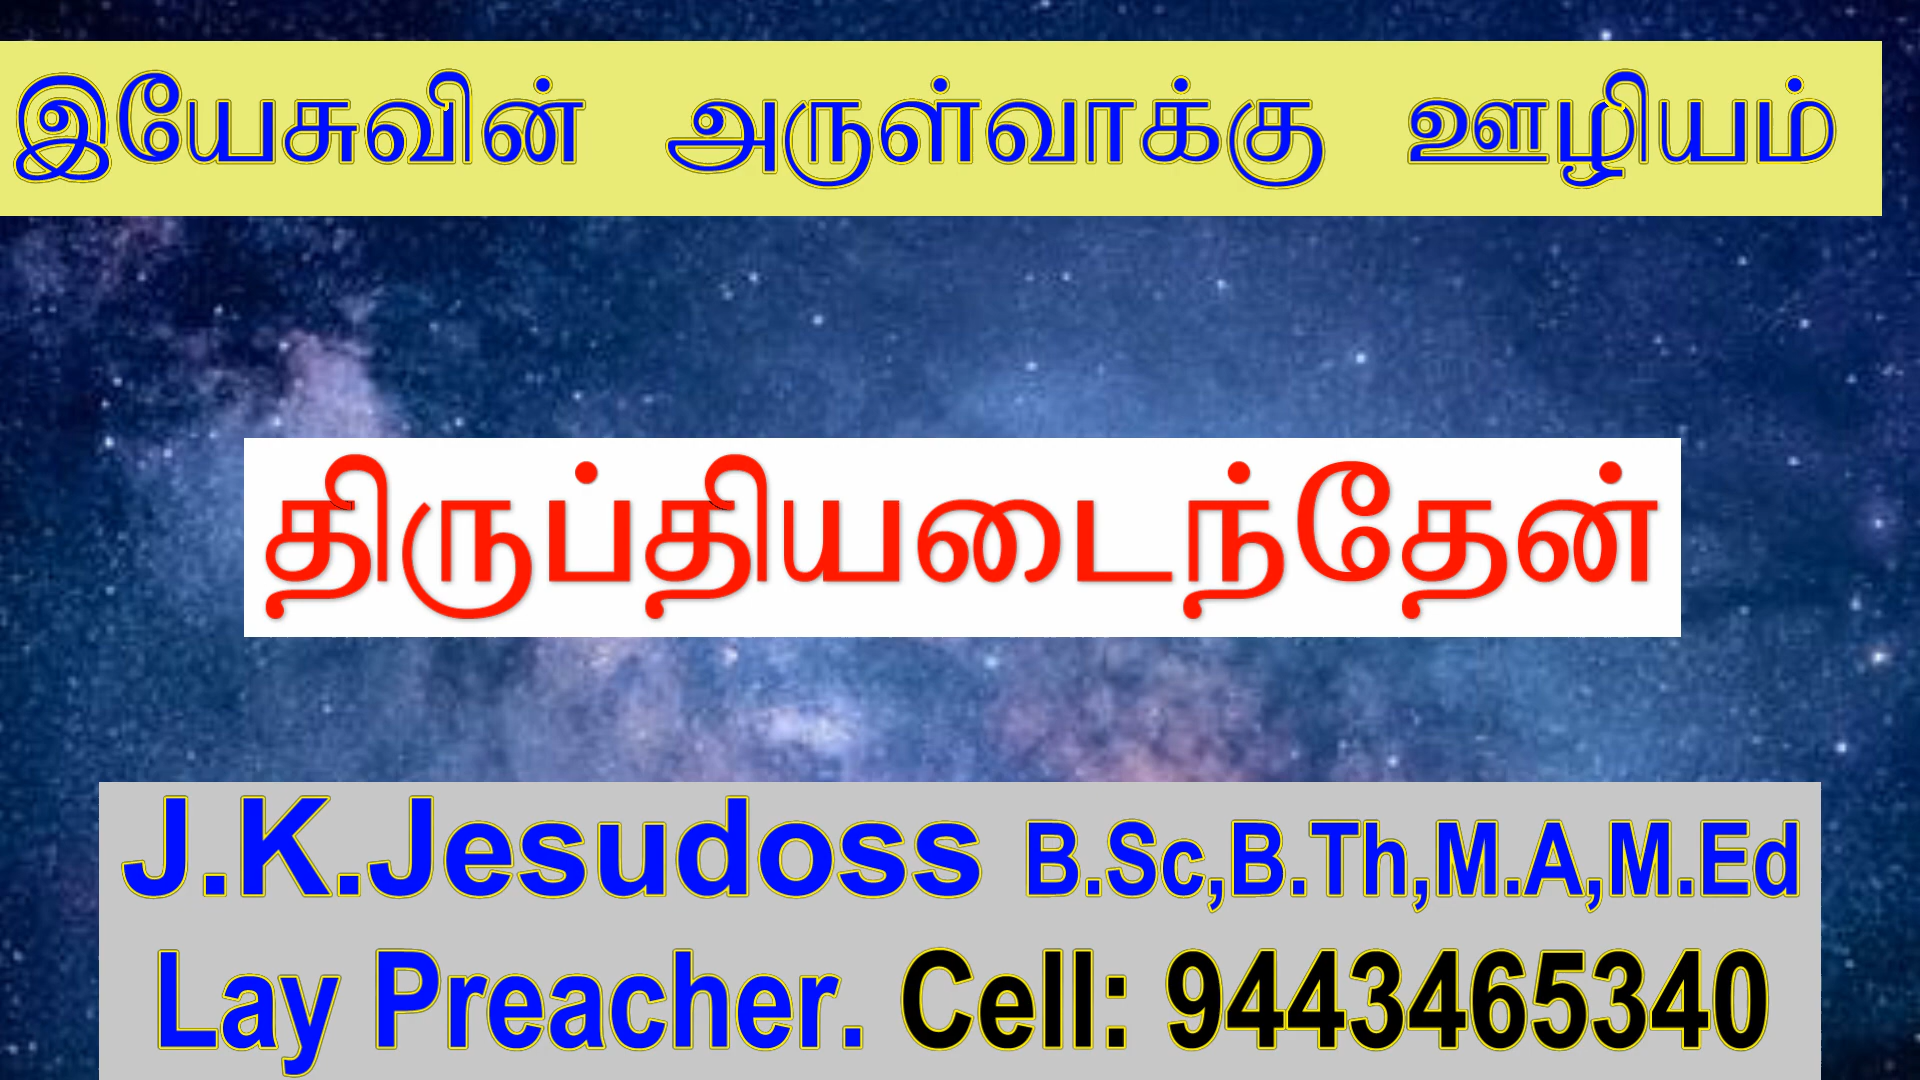 இயேசுவின் அருள்வாக்கு ஊழியம்
திருப்தியடைந்தேன்
J.K.Jesudoss B.Sc,B.Th,M.A,M.Ed
Lay Preacher. Cell: 9443465340